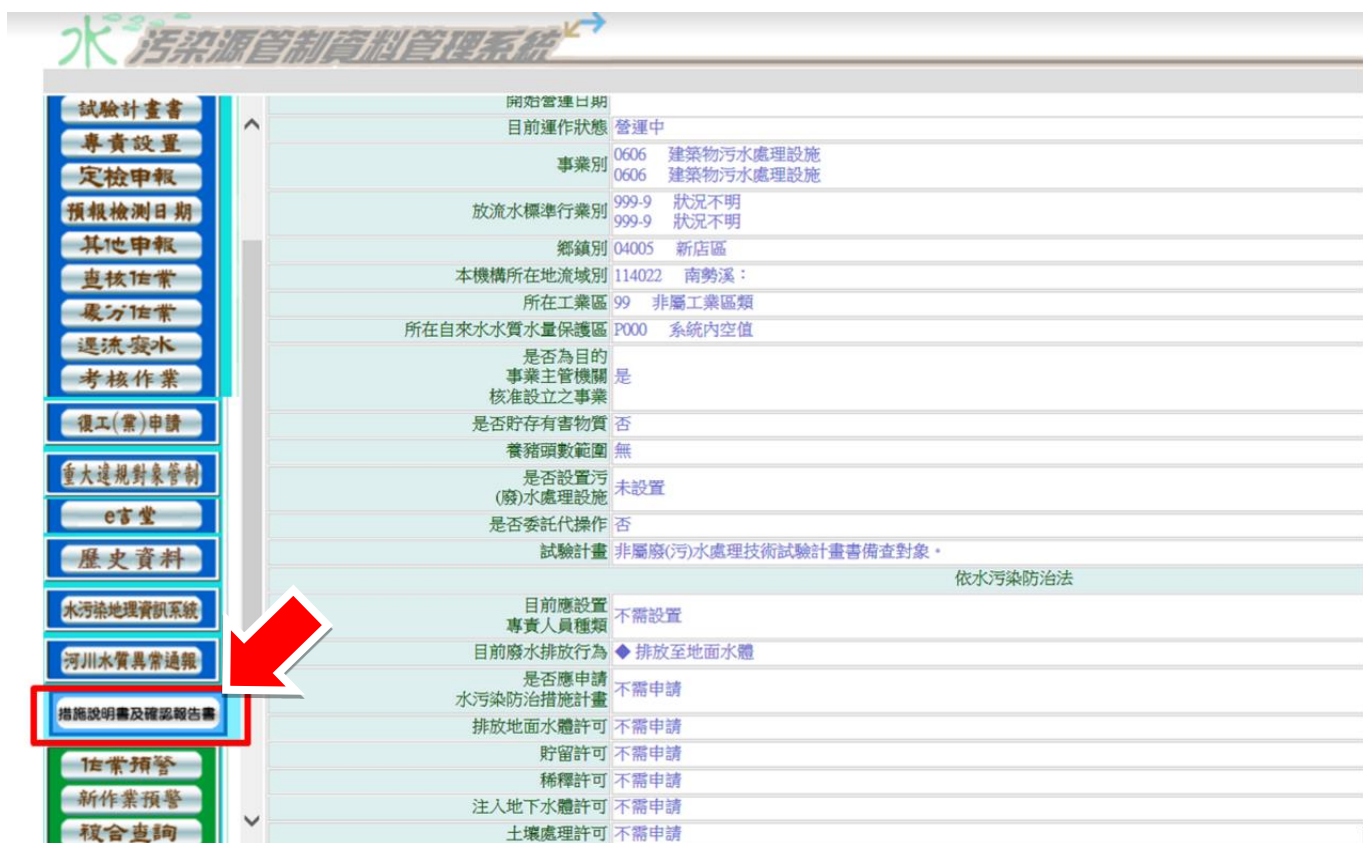 水污染源管制資料管理系統
試驗計畫書
專責設置
定檢申報
預報檢測日期
其他申報
查核作業
處分作業
逕流廢水
考核作業
復工(業)申請
重大違規對象管制
e言堂
歷史資料
水污染地理資訊系統
河川水質異常通報
措施說明書及確認報告書
作業預警
新作業預警
複合查詢
開始營運日期
目前運作狀態 營運中
事業別 0606 建築物污水處理設施
0606 建築物污水處理設施
放流水標準行業別 999-9 狀況不明
999-9 狀況不明
鄉鎮別 04005 新店區
本機構所在地流域別 114022 南勢溪：
所在工業區 99 非屬工業區類
所在自來水水質水量保護區 P000 系統內空值
是否為目的
事業主管機關 是
核准設立之事業
是否貯存有害物質 否
養豬頭數範圍 無
是否設置污
(廢)水處理設施 未設置
是否委託代操作 否
試驗計畫 非屬廢(污)水處理技術試驗計畫書備查對象。
依水污染防治法
目前應設置
專責人員種類 不需設置
目前廢水排放行為 ◆ 排放至地面水體
是否應申請
水污染防治措施計畫 不需申請
排放地面水體許可 不需申請
貯留許可 不需申請
稀釋許可 不需申請
注入地下水體許可 不需申請
土壤處理許可 不需申請